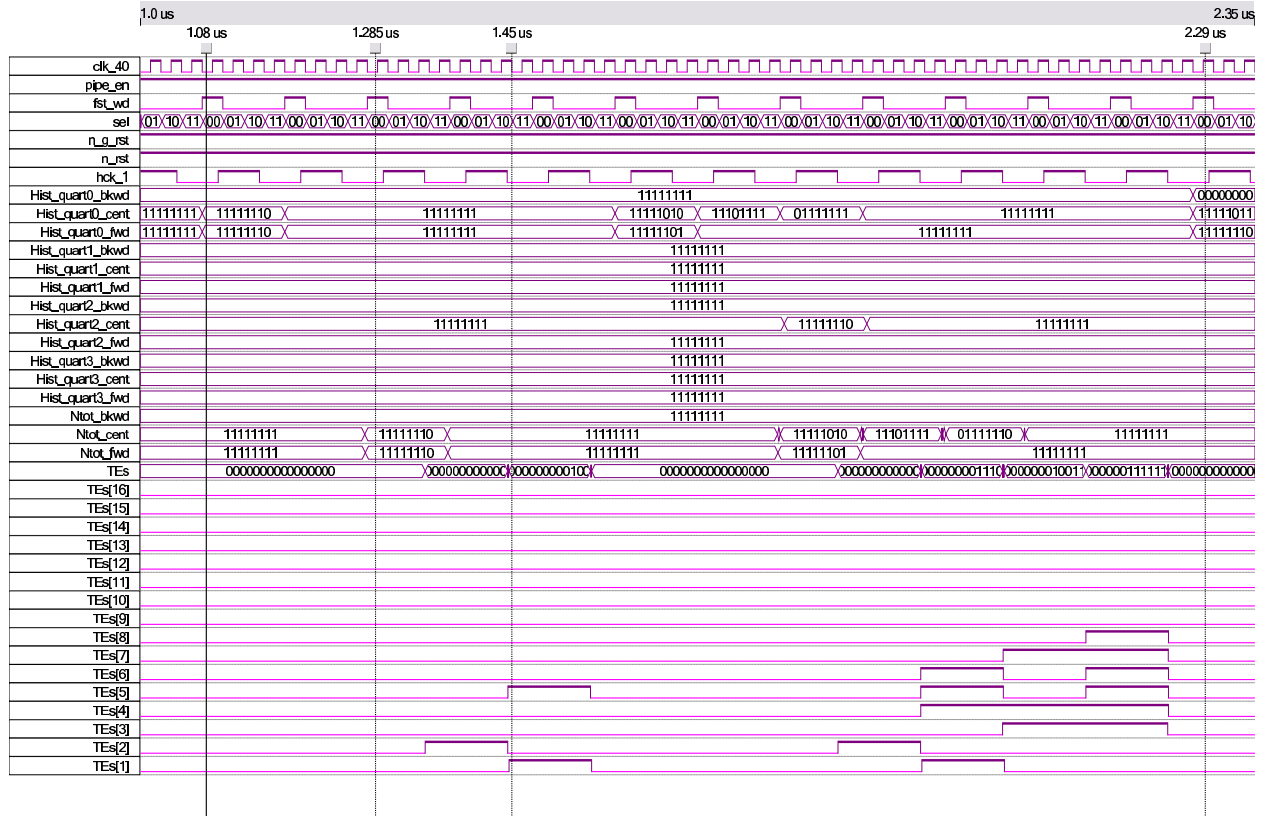 1.0 us 2.35 us
1.08 us 1.285 us 1.45 us 2.29 us
clk_40
pipe_en
fst_wd
sel 01 10 11 00 01 10 11 00 01 10 11 00 01 10 11 00 01 10 11 00 01 10 11 00 01 10 11 00 01 10 11 00 01 10 11 00 01 10 11 00 01 10 11 00 01 10 11 00 01 10 11 00 01 10
n_g_rst
n_rst
hck_1
Hist_quart0_bkwd 11111111 00000000
Hist_quart0_cent 11111111 11111110 11111111 11111010 11101111 01111111 11111111 11111011
Hist_quart0_fwd 11111111 11111110 11111111 11111101 11111111 11111110
Hist_quart1_bkwd 11111111
Hist_quart1_cent 11111111
Hist_quart1_fwd 11111111
Hist_quart2_bkwd 11111111
Hist_quart2_cent 11111111 11111110 11111111
Hist_quart2_fwd 11111111
Hist_quart3_bkwd 11111111
Hist_quart3_cent 11111111
Hist_quart3_fwd 11111111
Ntot_bkwd 11111111
Ntot_cent 11111111 11111110 11111111 11111010 11101111 01111110 11111111
Ntot_fwd 11111111 11111110 11111111 11111101 11111111
TEs 0000000000000000
TEs[16]
TEs[15]
TEs[14]
TEs[13]
TEs[12]
TEs[11]
TEs[10]
TEs[9]
TEs[8]
TEs[7]
TEs[6]
TEs[5]
TEs[4]
TEs[3]
TEs[2]
TEs[1]